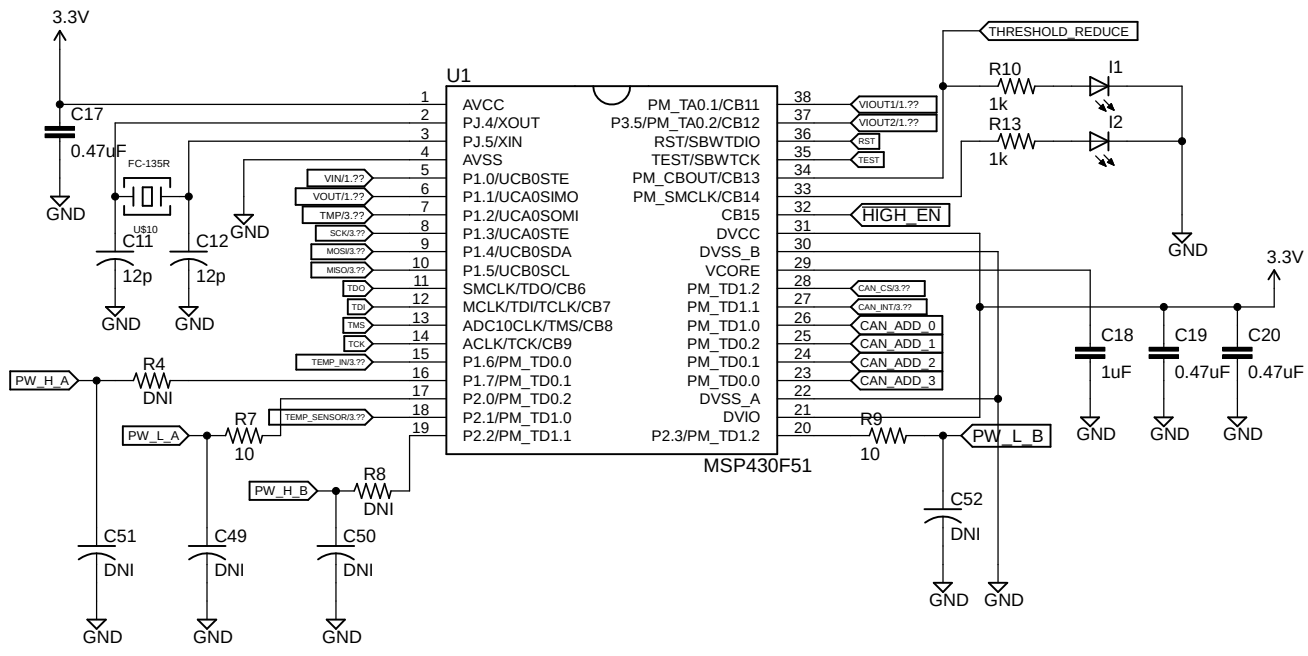 3.3V
THRESHOLD_REDUCE
U1
R10
1k
I1
R13
1k
I2
GND
C17
0.47uF
GND
FC-135R
U$10
C11
12p
GND
C12
12p
GND
GND
1 AVCC
2 PJ.4/XOUT
3 PJ.5/XIN
4 AVSS
VIN/1.?? 5 P1.0/UCB0STE
VOUT/1.?? 6 P1.1/UCA0SIMO
TMP/3.?? 7 P1.2/UCA0SOMI
SCK/3.?? 8 P1.3/UCA0STE
MOSI/3.?? 9 P1.4/UCB0SDA
MISO/3.?? 10 P1.5/UCB0SCL
TDO 11 SMCLK/TDO/CB6
TDI 12 MCLK/TDI/TCLK/CB7
TMS 13 ADC10CLK/TMS/CB8
TCK 14 ACLK/TCK/CB9
TEMP_IN/3.?? 15 P1.6/PM_TD0.0
16 P1.7/PM_TD0.1
17 P2.0/PM_TD0.2
TEMP_SENSOR/3.?? 18 P2.1/PM_TD1.0
19 P2.2/PM_TD1.1
PM_TA0.1/CB11 38 VIOUT1/1.??
P3.5/PM_TA0.2/CB12 37 VIOUT2/1.??
RST/SBWTDIO 36 RST
TEST/SBWTCK 35 TEST
PM_CBOUT/CB13 34
PM_SMCLK/CB14 33
CB15 32 HIGH_EN
DVCC 31
DVSS_B 30
VCORE 29
PM_TD1.2 28 CAN_CS/3.??
PM_TD1.1 27 CAN_INT/3.??
PM_TD1.0 26 CAN_ADD_0
PM_TD0.2 25 CAN_ADD_1
PM_TD0.1 24 CAN_ADD_2
PM_TD0.0 23 CAN_ADD_3
DVSS_A 22
DVIO 21
P2.3/PM_TD1.2 20
MSP430F51
3.3V
C18
1uF
GND
C19
0.47uF
GND
C20
0.47uF
GND
PW_H_A
R4
DNI
PW_L_A
R7
10
PW_H_B
R8
DNI
R9
10
PW_L_B
C51
DNI
GND
C49
DNI
GND
C50
DNI
GND
C52
DNI
GND
GND